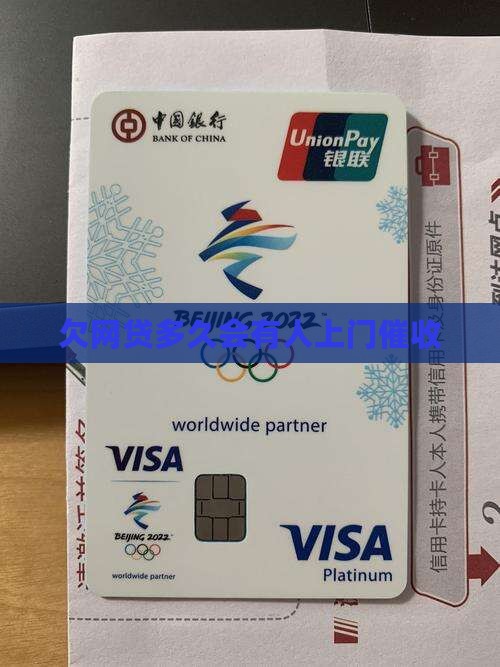 中国银行
BANK OF CHINA
UnionPay
银联
BEIJING 2022
欠网贷多久会有人上门催收
worldwide partner
VISA
BEIJING 2022
worldwide partner
VISA
Platinum
信用卡持卡人本人携带信用
身份证原件
2